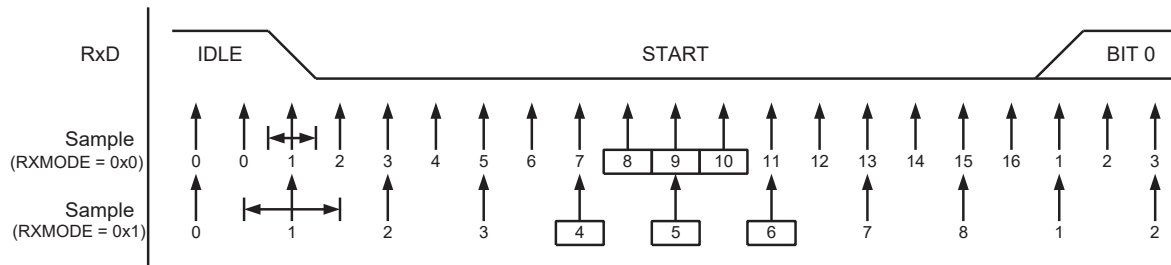 RxD IDLE START BIT 0
Sample
(RXMODE = 0x0)
0 0 1 2 3 4 5 6 7 8 9 10 11 12 13 14 15 16 1 2 3
Sample
(RXMODE = 0x1)
0 1 2 3 4 5 6 7 8 1 2